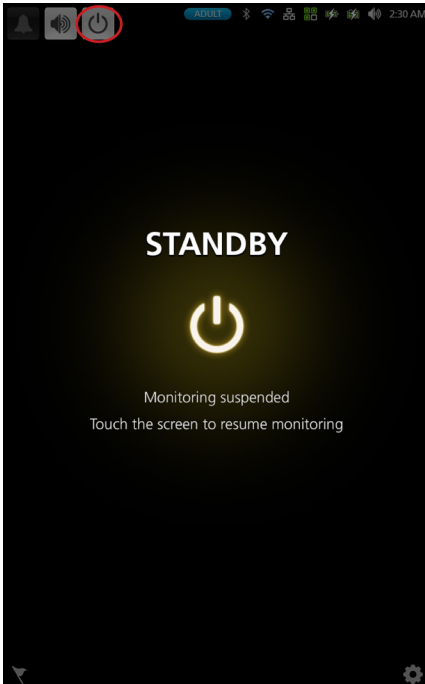 ADULT 2:30 AM
STANDBY
Monitoring suspended
Touch the screen to resume monitoring